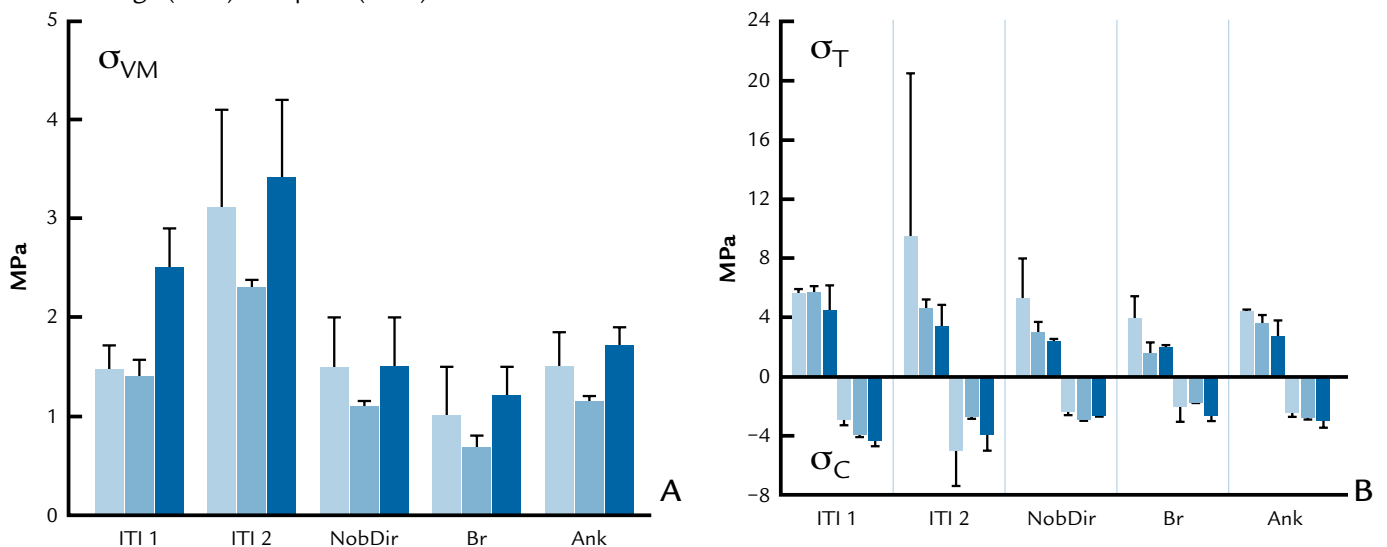 5
4
3
2
1
0
MPa
σVM
A
ITI 1
ITI 2
NobDir
Br
Ank
24
20
16
12
8
4
0
−4
−8
MPa
σT
σC
B
ITI 1
ITI 2
NobDir
Br
Ank